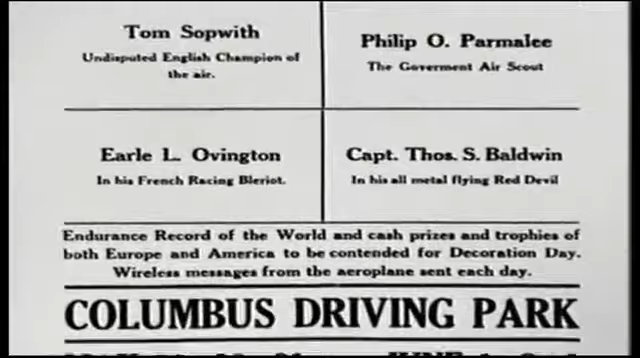 Tom Sopwith
Undisputed English Champion of
the air.
Philip O. Parmalee
The Goverment Air Scout
Earle L. Ovington
In his French Racing Bleriot.
Capt. Thos. S. Baldwin
In his all metal flying Red Devil
Endurance Record of the World and cash prizes and trophies of
both Europe and America to be contended for Decoration Day.
Wireless messages from the aeroplane sent each day.
COLUMBUS DRIVING PARK